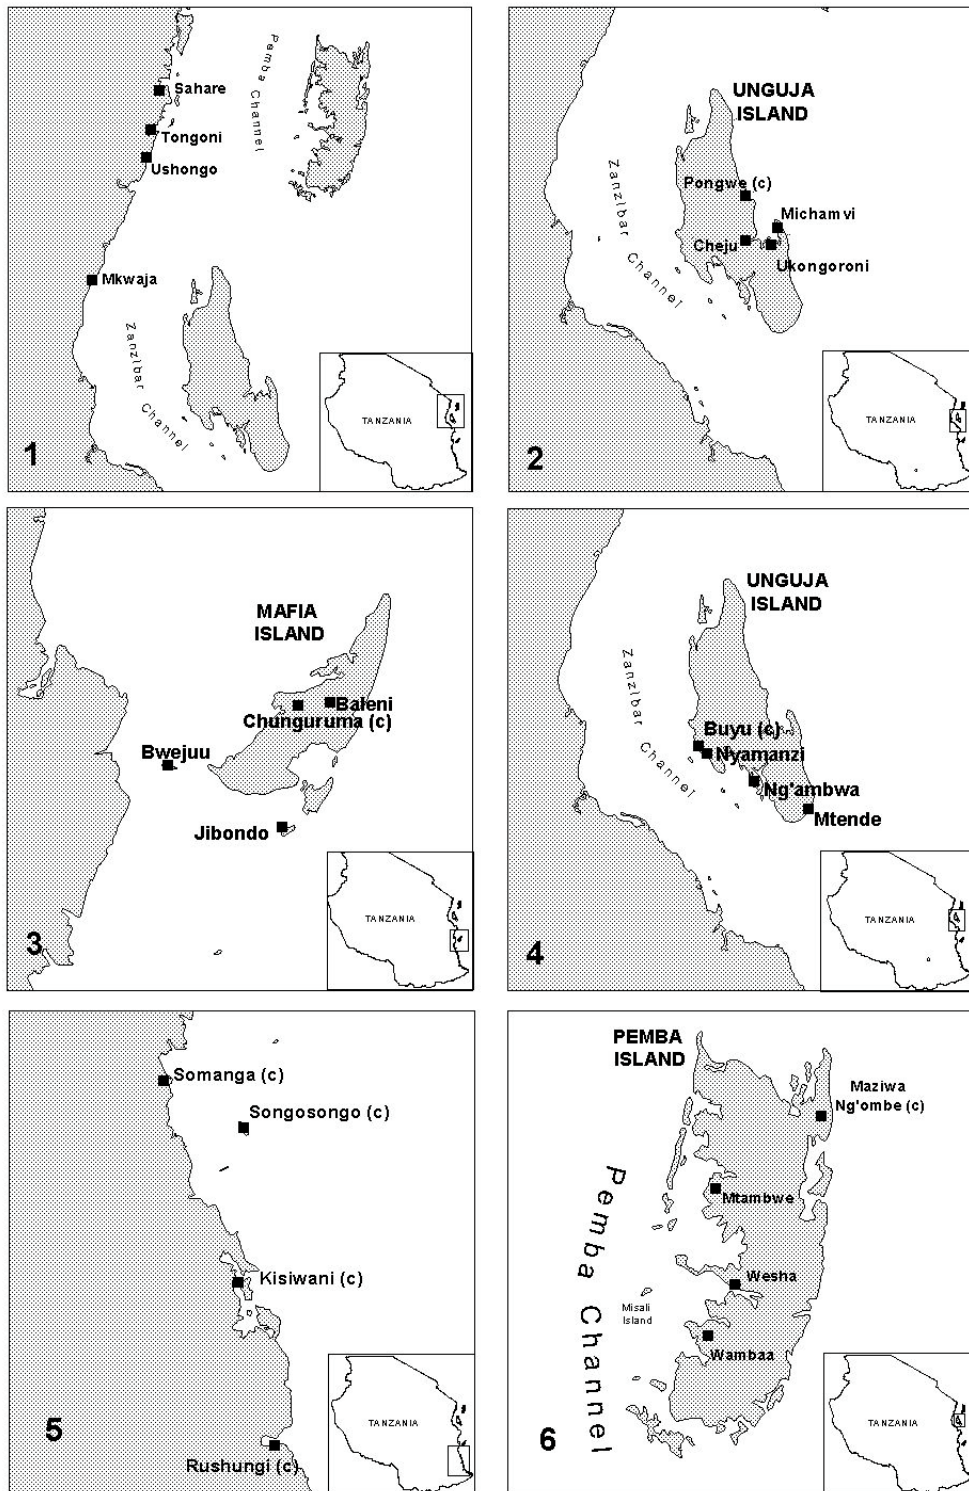 Pemba Channel
Sahare
Tongoni
Ushongo
Mkwaja
Zanzibar Channel
TANZANIA
1
UNGUJA
ISLAND
Pongwe (c)
Michamvi
Cheju
Ukongoroni
Zanzibar Channel
TANZANIA
2
MAFIA
ISLAND
Baleni
Chunguruma (c)
Bwejuu
Jibondo
TANZANIA
3
UNGUJA
ISLAND
Zanzibar Channel
Buyu (c)
Nyamanzi
Ng'ambwa
Mtende
TANZANIA
4
Somanga (c)
Songosongo (c)
Kisiwani (c)
Rushungi (c)
TANZANIA
5
PEMBA
ISLAND
Maziwa
Ng'ombe (c)
Mtambwe
Pemba Channel
Wesha
Misali
Island
Wambaa
TANZANIA
6